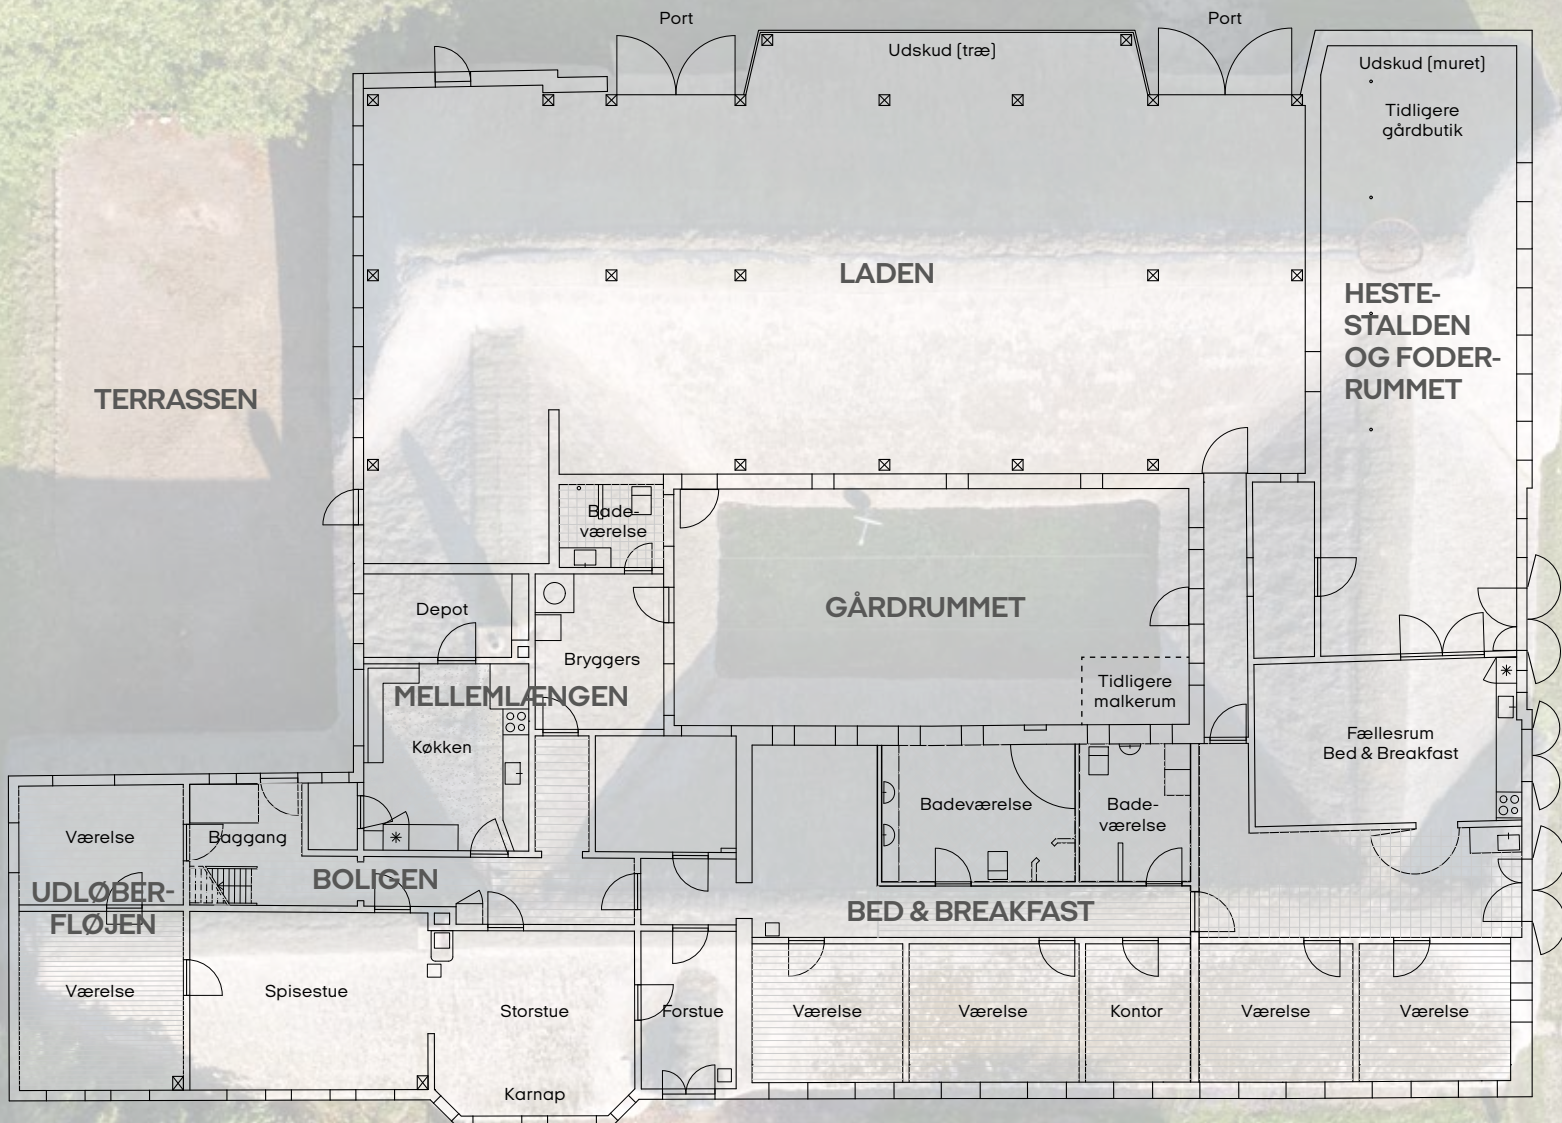 Port
Port
Udskud (træ)
Udskud (muret)
Tidligere
gårdbutik
LADEN
HESTE-
STALDEN
OG FODER-
RUMMET
TERRASSEN
Bade-
værelse
Depot
GÅRDRUMMET
Bryggers
MELLEMLÆNGEN
Tidligere
malkerum
Køkken
Fællesrum
Bed & Breakfast
Værelse
Baggang
Badeværelse
Bade-
værelse
UDLØBER-
FLØJEN
BOLIGEN
BED & BREAKFAST
Værelse
Spisestue
Storstue
Forstue
Værelse
Værelse
Kontor
Værelse
Værelse
Karnap